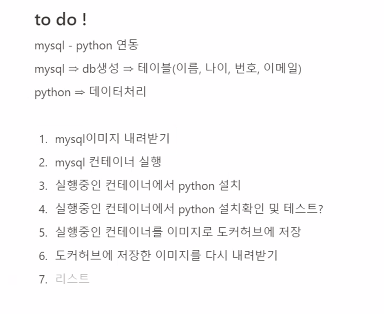 to do !
mysql - python 연동
mysql ⇒ db생성 ⇒ 테이블(이름, 나이, 번호, 이메일)
python ⇒ 데이터처리
1. mysql이미지 내려받기
2. mysql 컨테이너 실행
3. 실행중인 컨테이너에서 python 설치
4. 실행중인 컨테이너에서 python 설치확인 및 테스트?
5. 실행중인 컨테이너를 이미지로 도커허브에 저장
6. 도커허브에 저장한 이미지를 다시 내려받기
7. 리스트